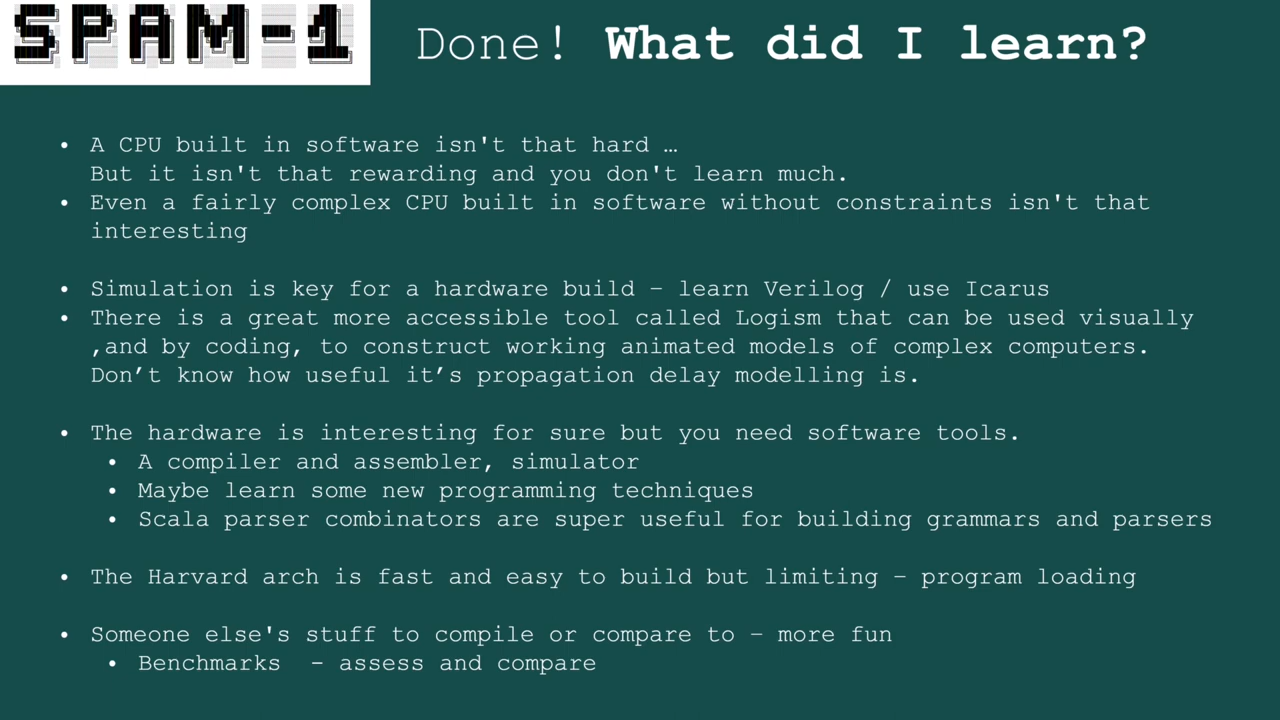 SPAM-1
Done! What did I learn?
• A CPU built in software isn't that hard …
But it isn't that rewarding and you don't learn much.
• Even a fairly complex CPU built in software without constraints isn't that
interesting
• Simulation is key for a hardware build – learn Verilog / use Icarus
• There is a great more accessible tool called Logism that can be used visually
,and by coding, to construct working animated models of complex computers.
Don’t know how useful it’s propagation delay modelling is.
• The hardware is interesting for sure but you need software tools.
• A compiler and assembler, simulator
• Maybe learn some new programming techniques
• Scala parser combinators are super useful for building grammars and parsers
• The Harvard arch is fast and easy to build but limiting – program loading
• Someone else's stuff to compile or compare to – more fun
• Benchmarks  - assess and compare